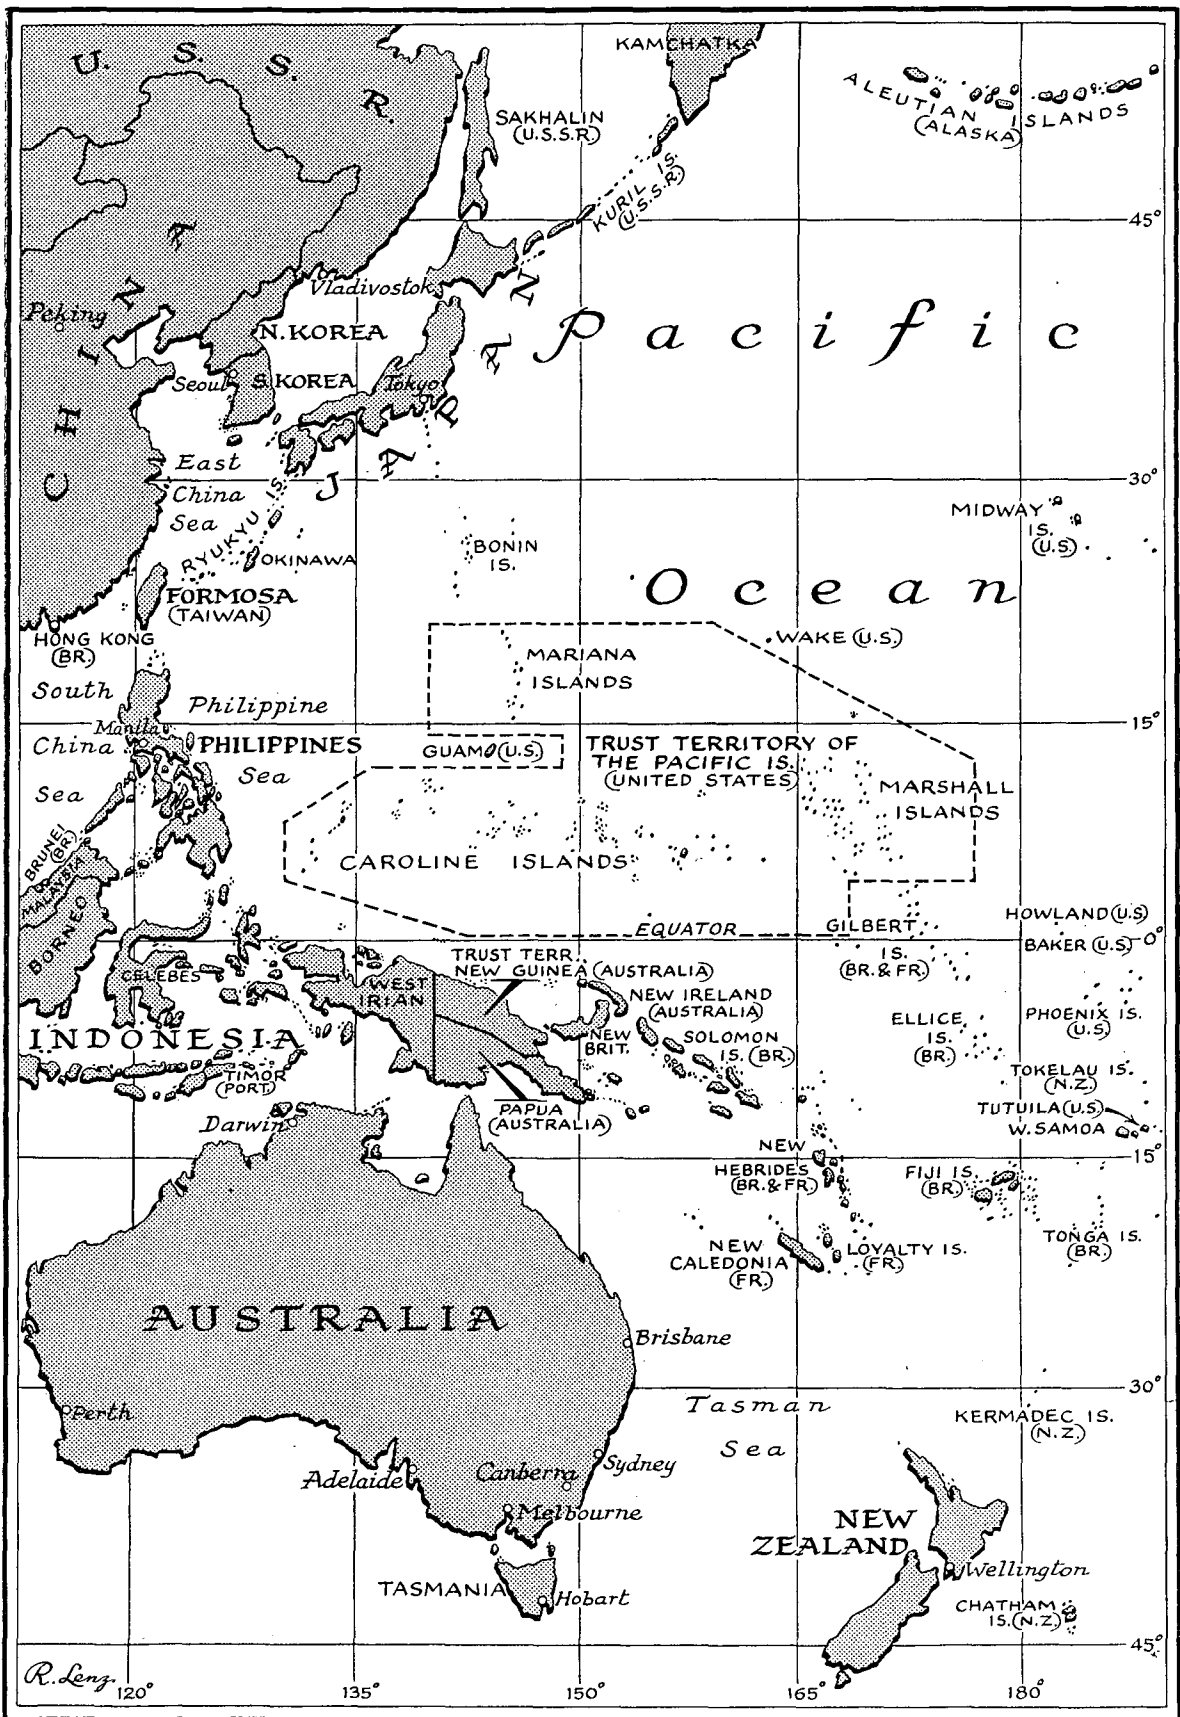 U. S. S. R.
KAMCHATKA
ALEUTIAN ISLANDS
(ALASKA)
SAKHALIN
(U.S.S.R.)
KURIL IS.
(U.S.S.R.)
45°
CHINA
Peking
Vladivostok
N. KOREA
Seoul
S. KOREA
Tokyo
JAPAN
Pacific
East
China
Sea
30°
RYUKYU IS.
OKINAWA
BONIN
IS.
MIDWAY
IS.
(U.S.)
Ocean
FORMOSA
(TAIWAN)
HONG KONG
(BR.)
WAKE (U.S.)
MARIANA
ISLANDS
South
China
Sea
Philippine
Sea
Manila
PHILIPPINES
15°
GUAM (U.S.)
TRUST TERRITORY OF
THE PACIFIC IS.
(UNITED STATES)
MARSHALL
ISLANDS
BRUNEI
(BR.)
MALAYSIA
BORNEO
CAROLINE ISLANDS
EQUATOR
GILBERT
IS.
(BR. & FR.)
HOWLAND (U.S)
BAKER (U.S.)
0°
CELEBES
TRUST TERR.
NEW GUINEA (AUSTRALIA)
WEST
IRIAN
NEW IRELAND
(AUSTRALIA)
INDONESIA
NEW
BRIT.
SOLOMON
IS. (BR.)
ELLICE
IS.
(BR.)
PHOENIX IS.
(U.S)
TIMOR
(PORT.)
TOKELAU IS.
(N.Z.)
PAPUA
(AUSTRALIA)
TUTUILA (U.S.)
W. SAMOA
Darwin
15°
NEW
HEBRIDES
(BR. & FR.)
FIJI IS.
(BR.)
TONGA IS.
(BR.)
NEW
CALEDONIA
(FR.)
LOYALTY IS.
(FR.)
AUSTRALIA
Brisbane
30°
Perth
Tasman
Sea
KERMADEC IS.
(N.Z.)
Adelaide
Canberra
Sydney
Melbourne
NEW
ZEALAND
Wellington
TASMANIA
Hobart
CHATHAM
IS. (N.Z.)
45°
R. Lenz.
120°
135°
150°
165°
180°